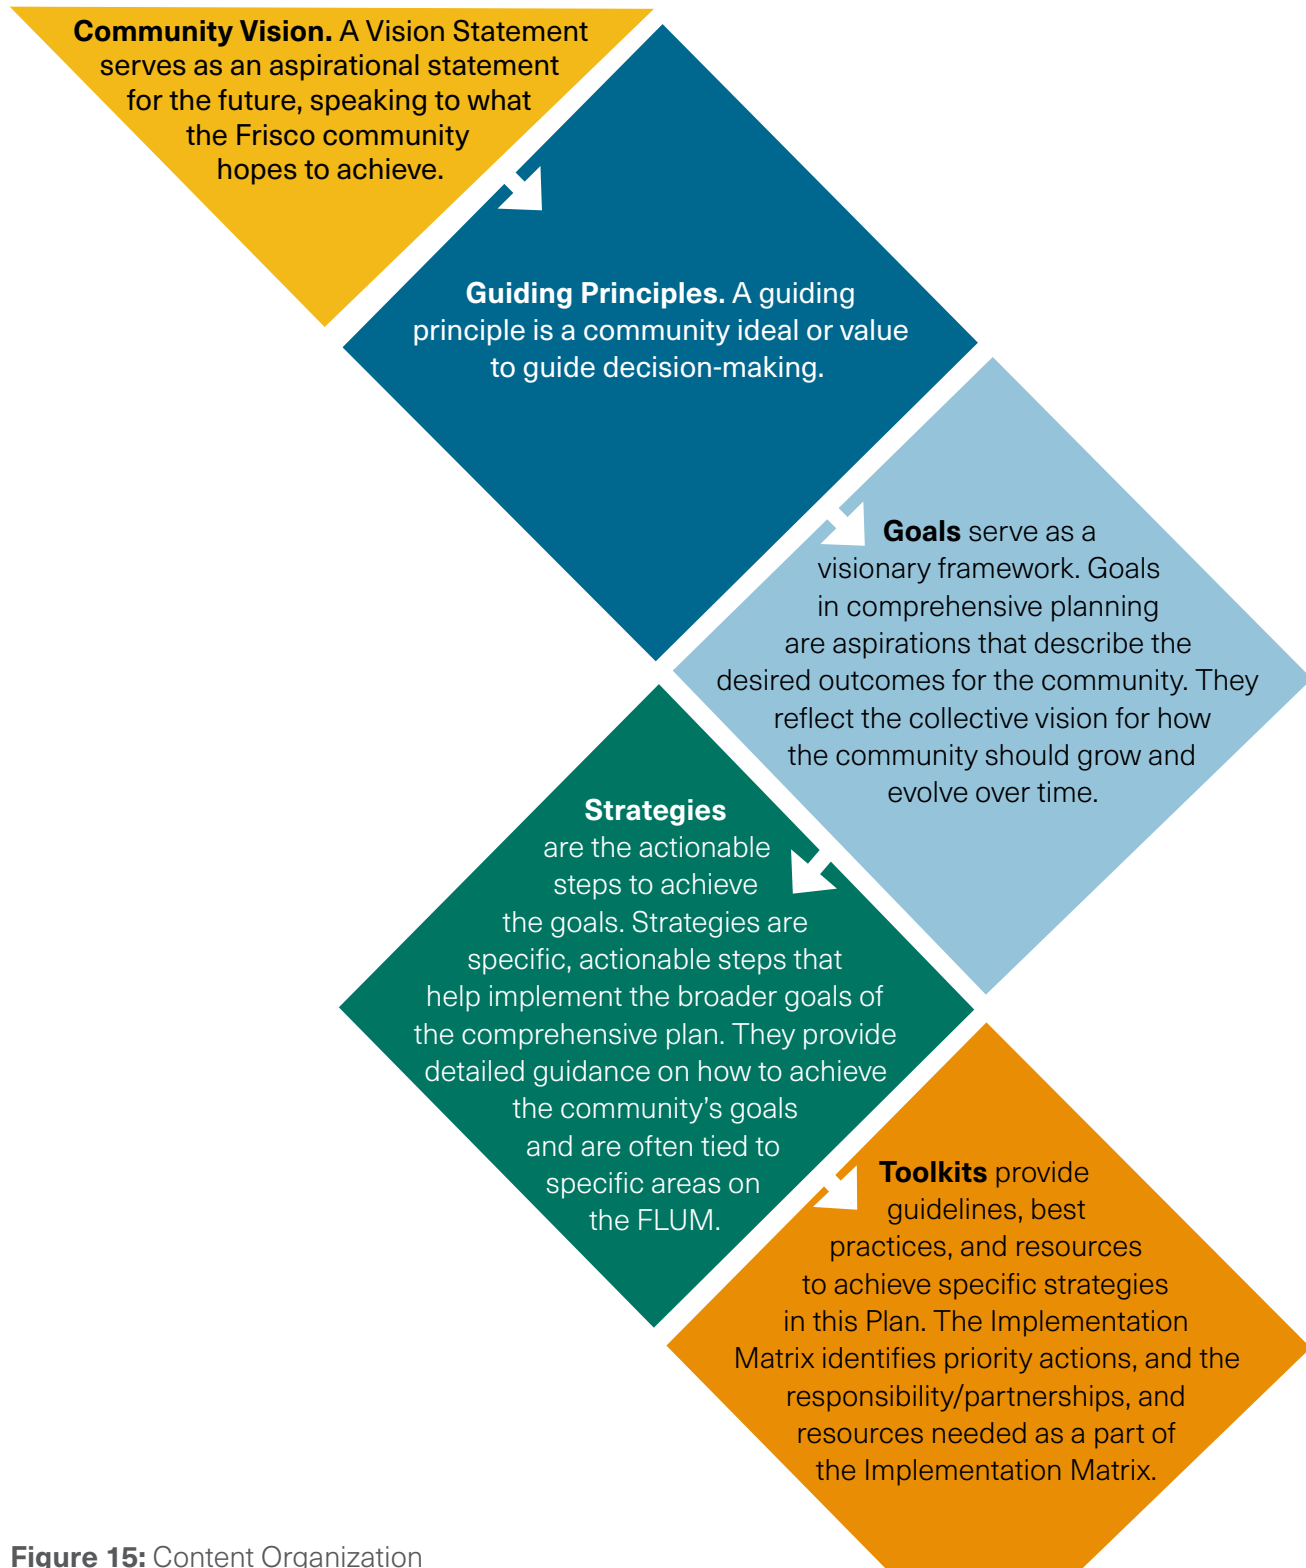 Community Vision. A Vision Statement
serves as an aspirational statement
for the future, speaking to what
the Frisco community
hopes to achieve.
Guiding Principles. A guiding
principle is a community ideal or value
to guide decision-making.
Goals serve as a
visionary framework. Goals
in comprehensive planning
are aspirations that describe the
desired outcomes for the community. They
reflect the collective vision for how
the community should grow and
evolve over time.
Strategies
are the actionable
steps to achieve
the goals. Strategies are
specific, actionable steps that
help implement the broader goals of
the comprehensive plan. They provide
detailed guidance on how to achieve
the community’s goals
and are often tied to
specific areas on
the FLUM.
Toolkits provide
guidelines, best
practices, and resources
to achieve specific strategies
in this Plan. The Implementation
Matrix identifies priority actions, and the
responsibility/partnerships, and
resources needed as a part of
the Implementation Matrix.
Figure 15: Content Organization